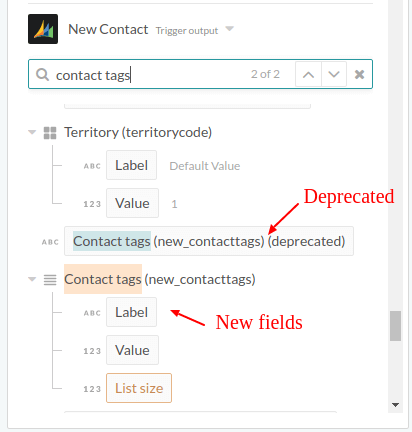 New Contact Trigger output
contact tags 2 of 2
Territory (territorycode)
ABC Label Default Value
123 Value 1
Deprecated
ABC Contact tags (new_contacttags) (deprecated)
Contact tags (new_contacttags)
ABC Label
New fields
123 Value
123 List size